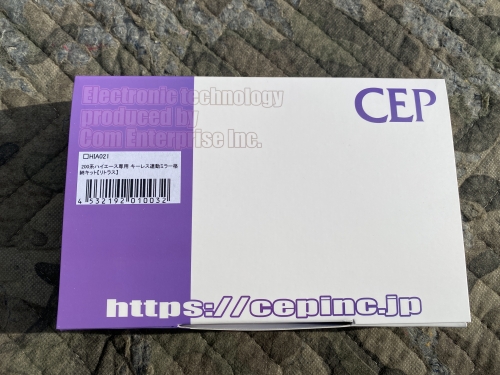 Electronic technology
produced by
Com Enterprise Inc.
CEP
□HIA021
200系ハイエース専用 キーレス連動ミラー格
納キット【リトラス】
4 532192 010032
https://cepinc.jp